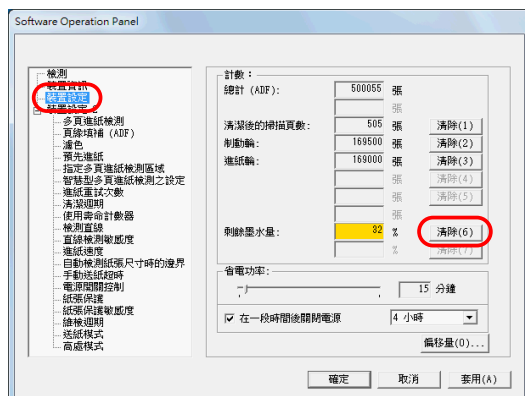 Software Operation Panel
檢測
裝置資訊
裝置設定
裝置設定 2
多頁進紙檢測
頁緣填補 (ADF)
濾色
預先進紙
指定多頁進紙檢測區域
智慧型多頁進紙檢測之設定
進紙重試次數
清潔週期
使用壽命計數器
檢測直線
直線檢測敏感度
進紙速度
自動檢測紙張尺寸時的邊界
手動送紙超時
電源開關控制
紙張保護
紙張保護敏感度
維檢週期
送紙模式
高處模式
計數：
總計 (ADF): 500055 張
張
清潔後的掃描頁數: 505 張 清除(1)
制動輪: 169500 張 清除(2)
進紙輪: 169000 張 清除(3)
張 清除(4)
張 清除(5)
張
剩餘墨水量: 32 % 清除(6)
% 清除(7)
省電功率:
15 分鐘
在一段時間後關閉電源 4 小時
偏移量(O)...
確定 取消 套用(A)